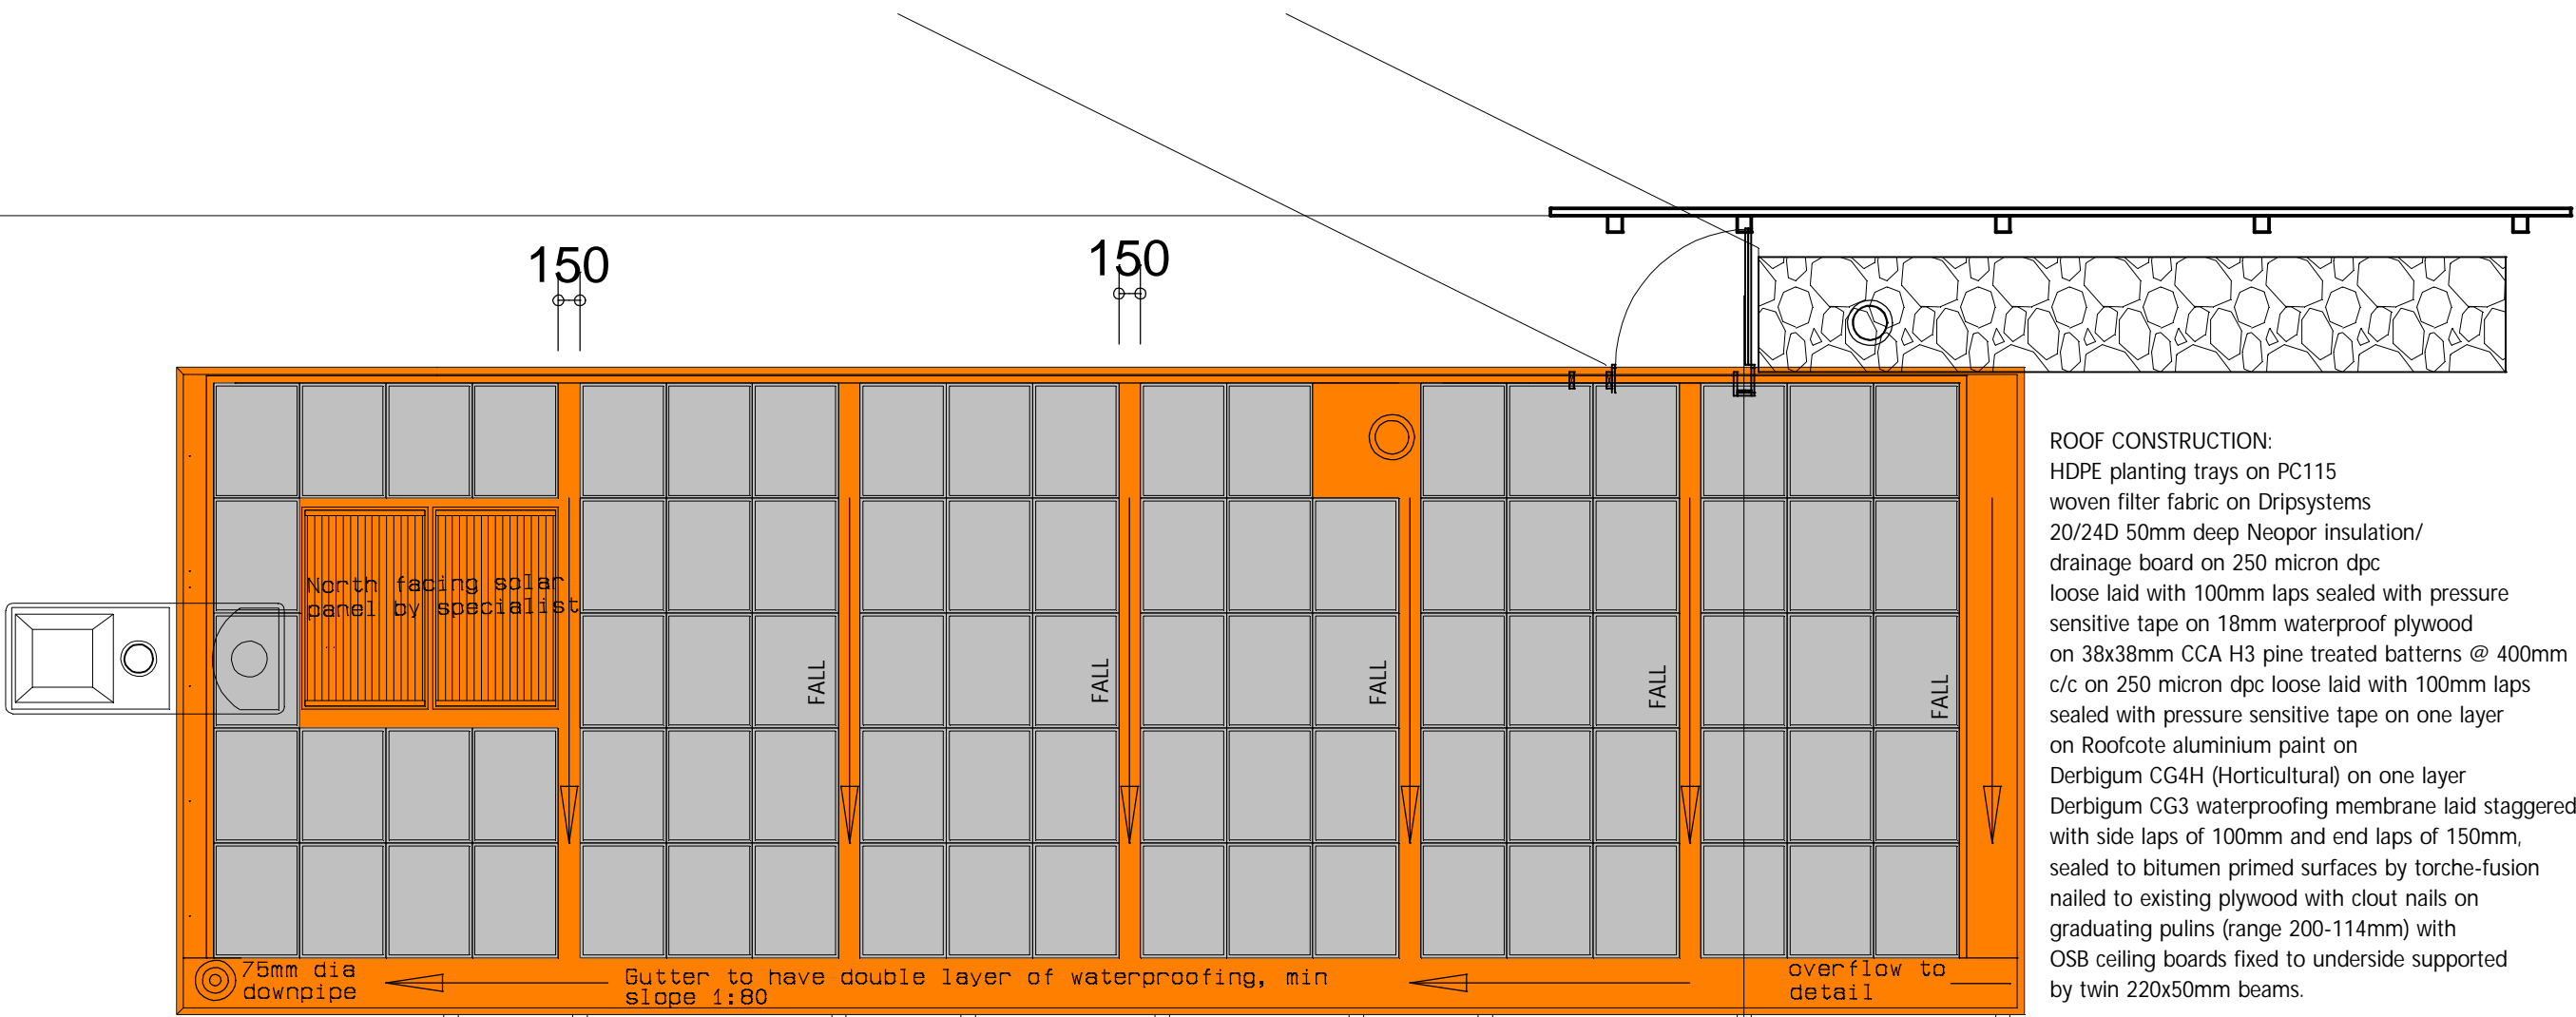 150
150
North facing solar
panel by specialist
FALL
FALL
FALL
FALL
FALL
75mm dia
downpipe
Gutter to have double layer of waterproofing, min
slope 1:80
overflow to
detail
ROOF CONSTRUCTION:
HDPE planting trays on PC115
woven filter fabric on Dripsystems
20/24D 50mm deep Neopor insulation/
drainage board on 250 micron dpc
loose laid with 100mm laps sealed with pressure
sensitive tape on 18mm waterproof plywood
on 38x38mm CCA H3 pine treated batterns @ 400mm
c/c on 250 micron dpc loose laid with 100mm laps
sealed with pressure sensitive tape on one layer
on Roofcote aluminium paint on
Derbigum CG4H (Horticultural) on one layer
Derbigum CG3 waterproofing membrane laid staggered
with side laps of 100mm and end laps of 150mm,
sealed to bitumen primed surfaces by torche-fusion
nailed to existing plywood with clout nails on
graduating pulins (range 200-114mm) with
OSB ceiling boards fixed to underside supported
by twin 220x50mm beams.